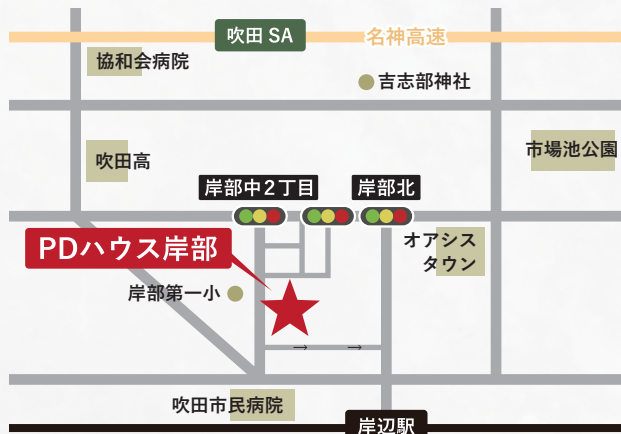 吹田 SA
名神高速
協和会病院
吉志部神社
市場池公園
吹田高
岸部中2丁目
岸部北
オアシス
タウン
PDハウス岸部
岸部第一小
→ →
吹田市民病院
岸辺駅